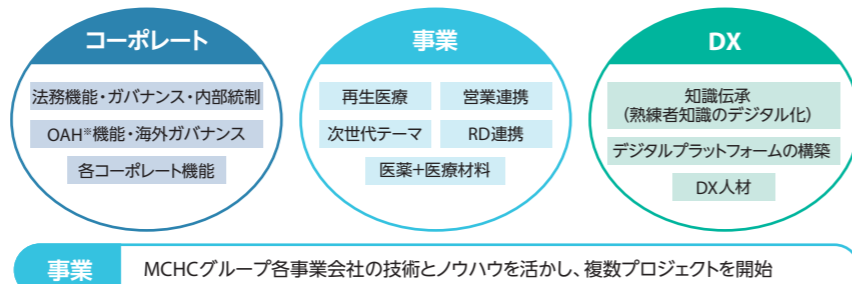 コーポレート
法務機能・ガバナンス・内部統制
OAH※機能・海外ガバナンス
各コーポレート機能
事業
再生医療 営業連携
次世代テーマ RD連携
医薬+医療材料
DX
知識伝承
(熟練者知識のデジタル化)
デジタルプラットフォームの構築
DX人材
事業 MCHCグループ各事業会社の技術とノウハウを活かし、複数プロジェクトを開始